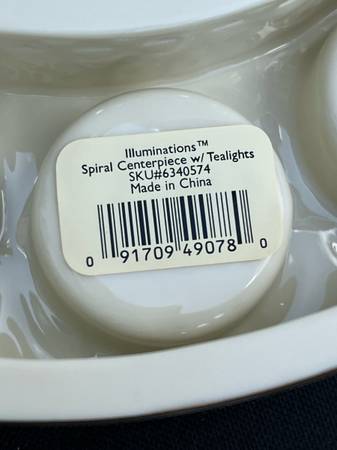 Illuminations™
Spiral Centerpiece w/ Tealights
SKU#6340574
Made in China
0 91709 49078 0